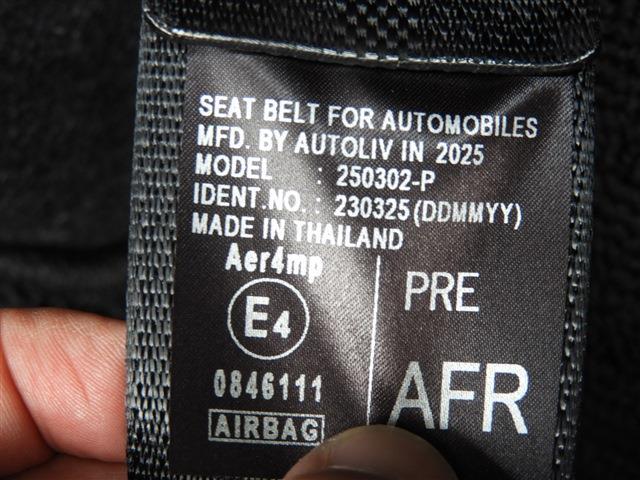 SEAT BELT FOR AUTOMOBILES
MFD. BY AUTOLIV IN 2025
MODEL : 250302-P
IDENT.NO. : 230325 (DDMMYY)
MADE IN THAILAND
Aer4mp
E4
0846111
AIRBAG
PRE
AFR